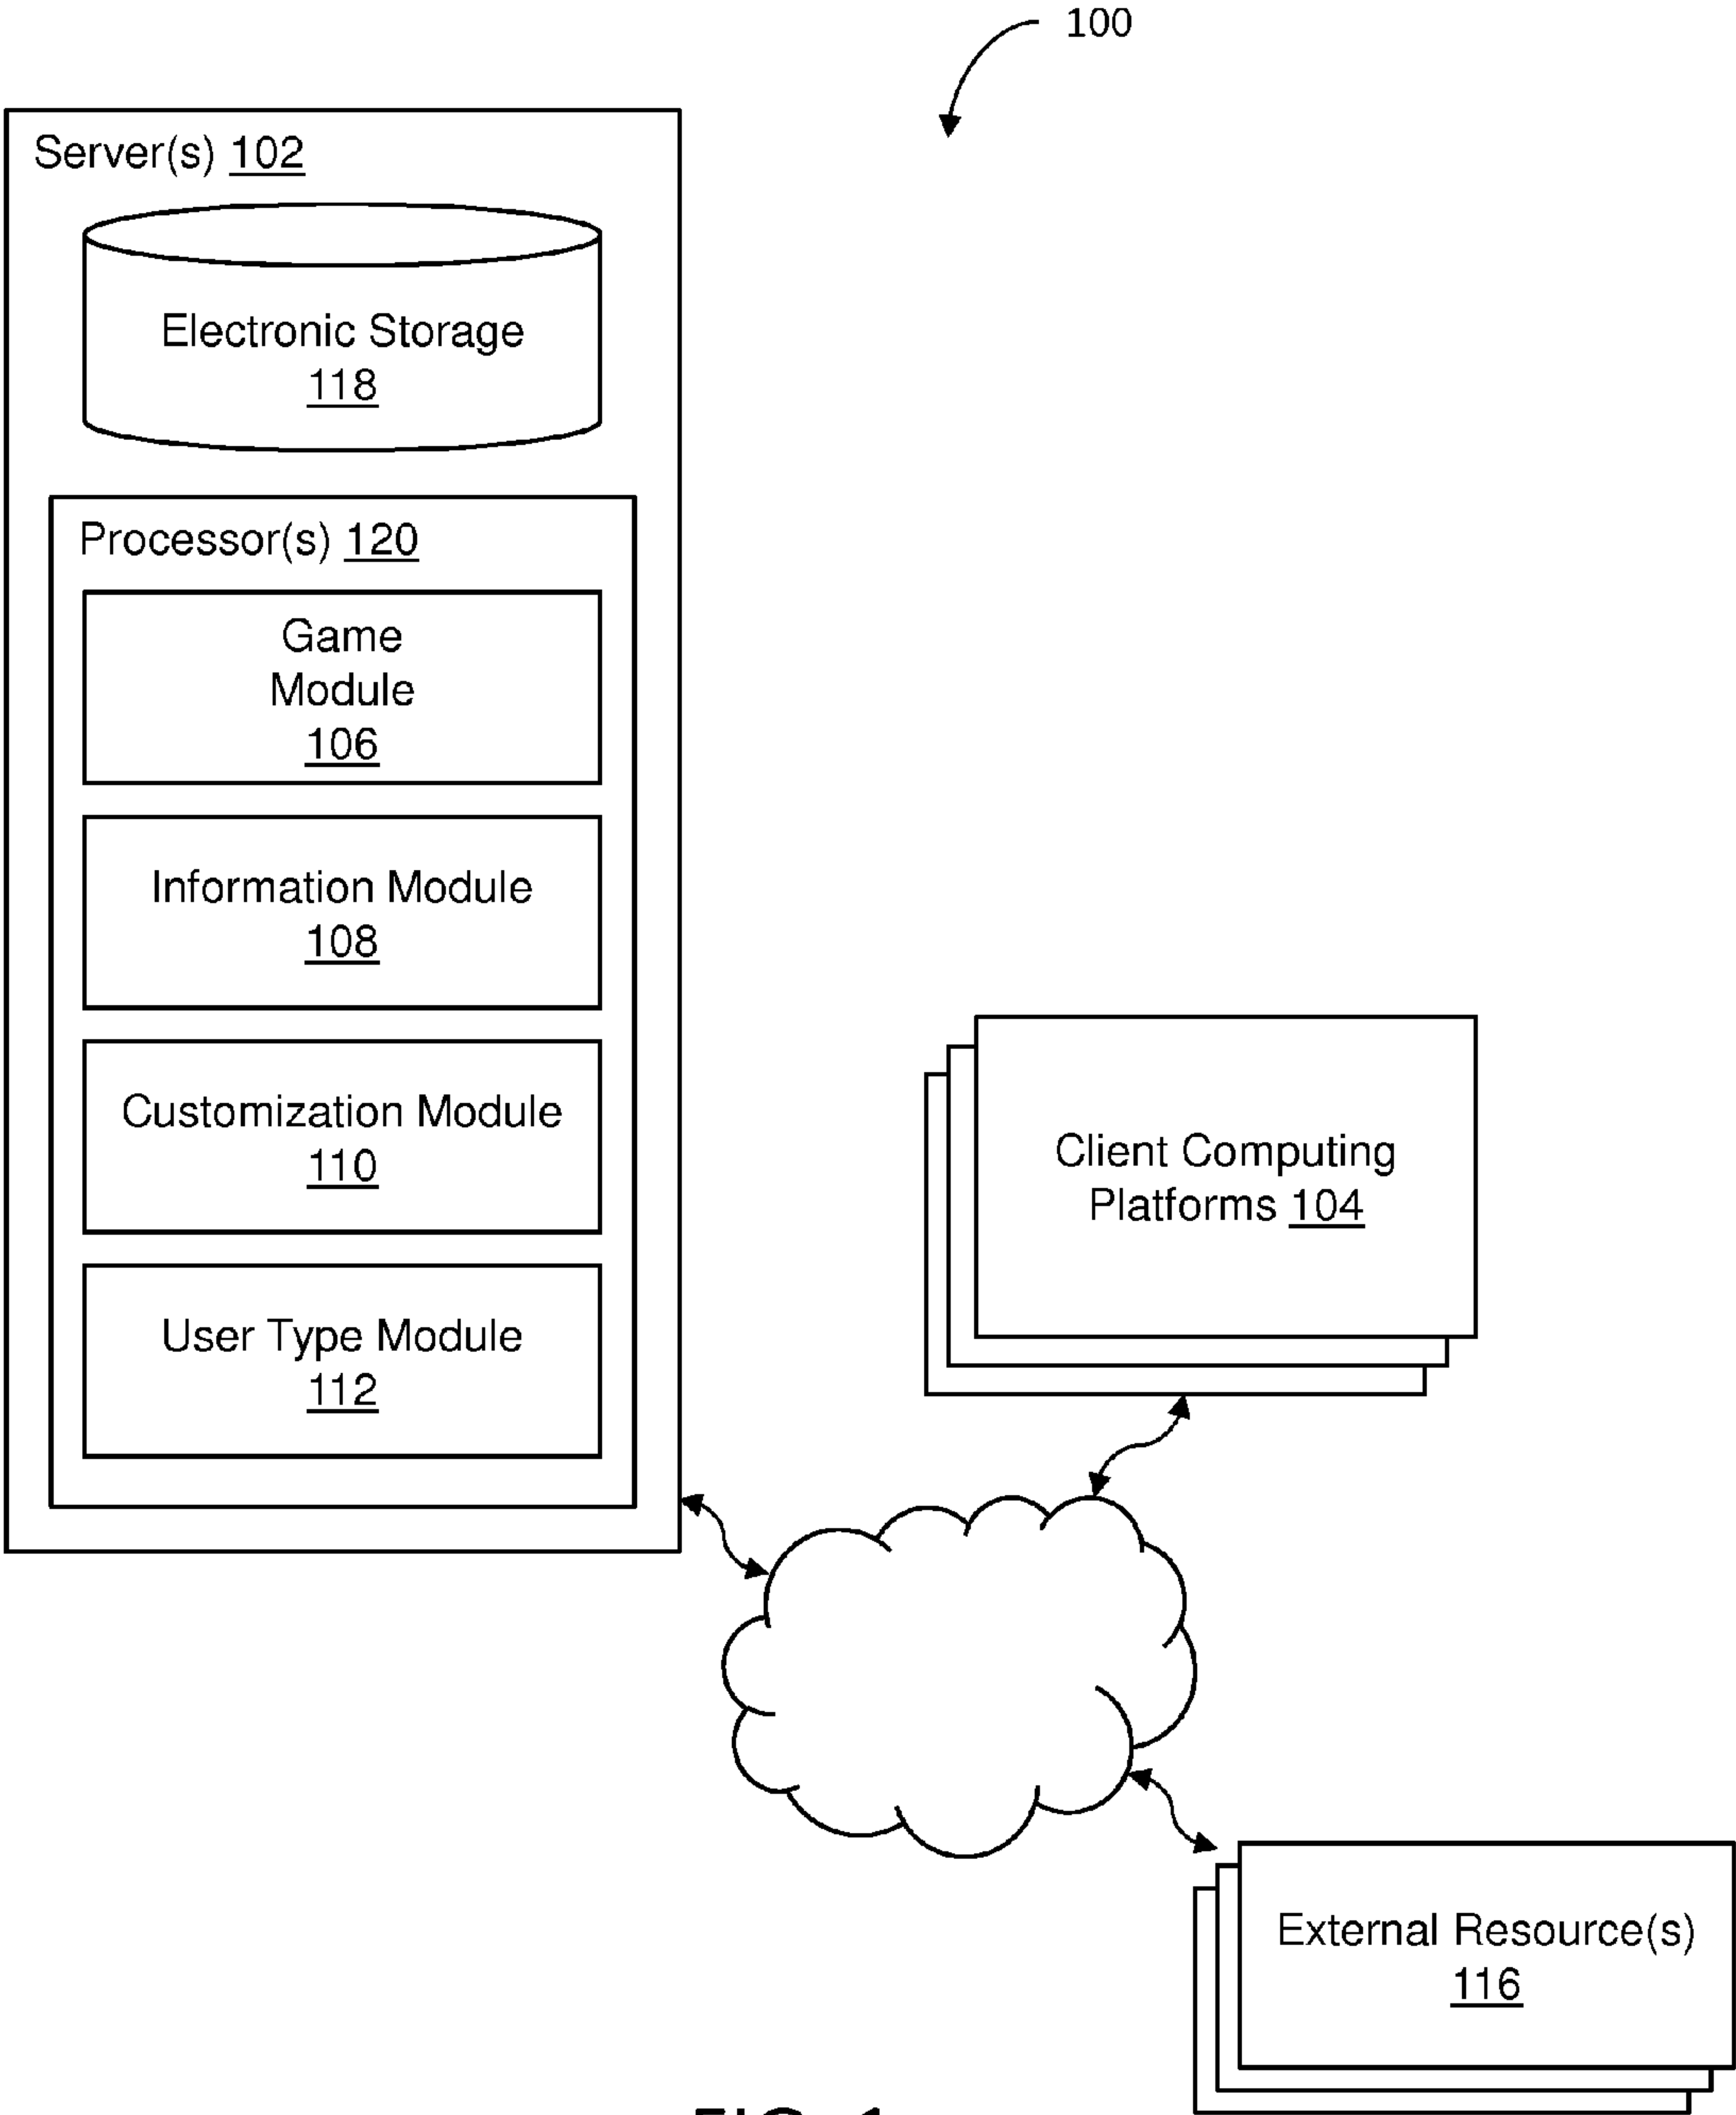 100
Server(s) 102
Electronic Storage
118
Processor(s) 120
Game
Module
106
Information Module
108
Customization Module
110
User Type Module
112
Client Computing
Platforms 104
External Resource(s)
116